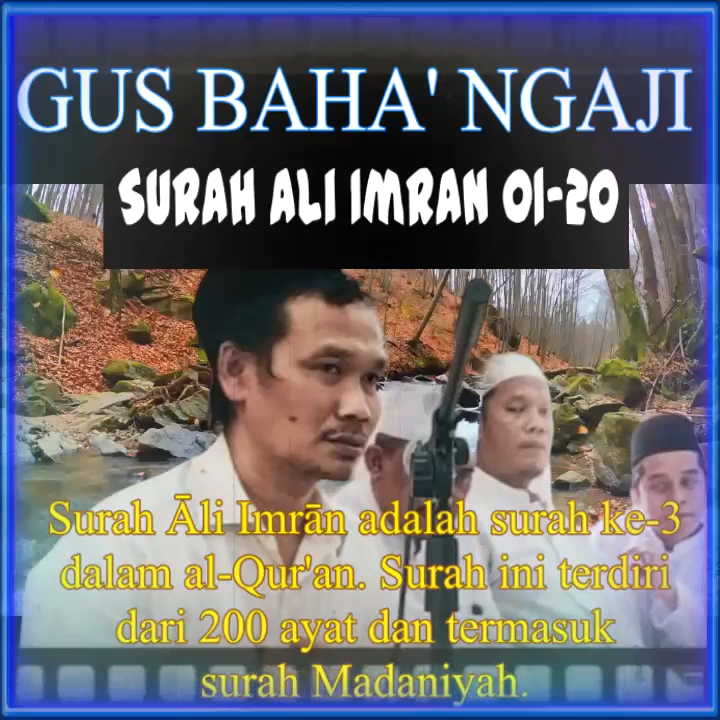 GUS BAHA' NGAJI
SURAH ALI IMRAN 01-20
Surah Āli Imrān adalah surah ke-3
dalam al-Qur'an. Surah ini terdiri
dari 200 ayat dan termasuk
surah Madaniyah.